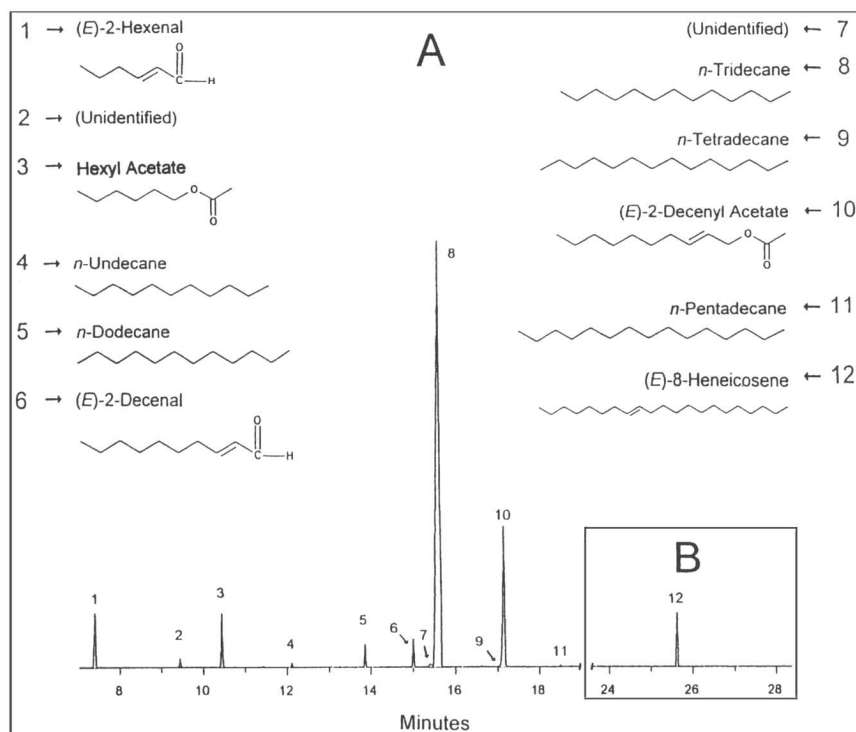 A
1 → (E)-2-Hexenal
O
C
H
2 → (Unidentified)
3 → Hexyl Acetate
O
O
4 → n-Undecane
5 → n-Dodecane
6 → (E)-2-Decenal
O
C
H
(Unidentified) ← 7
n-Tridecane ← 8
n-Tetradecane ← 9
(E)-2-Decenyl Acetate ← 10
O
O
n-Pentadecane ← 11
(E)-8-Heneicosene ← 12
1
2
3
4
5
6
7
8
9
10
11
8 10 12 14 16 18
B
12
24 26 28
Minutes